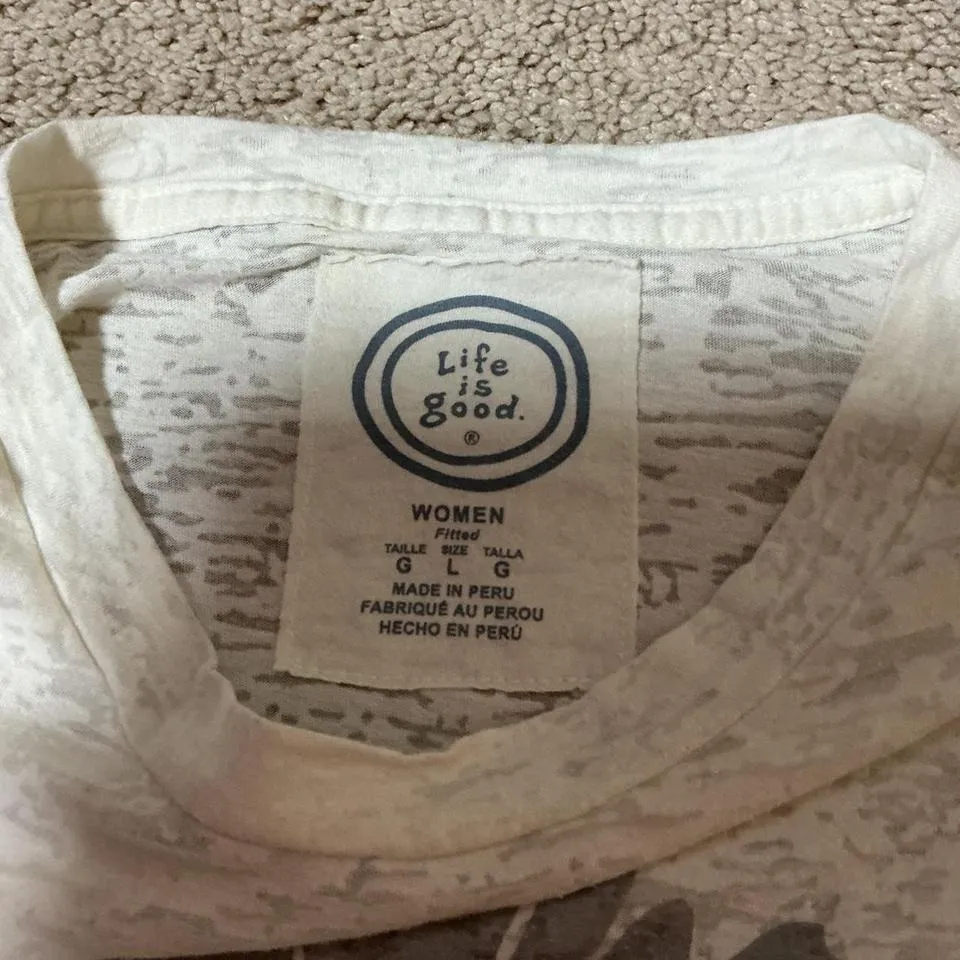 Life
is
good.
®
WOMEN
Fitted
TAILLE SIZE TALLA
G L G
MADE IN PERU
FABRIQUÉ AU PEROU
HECHO EN PERÚ